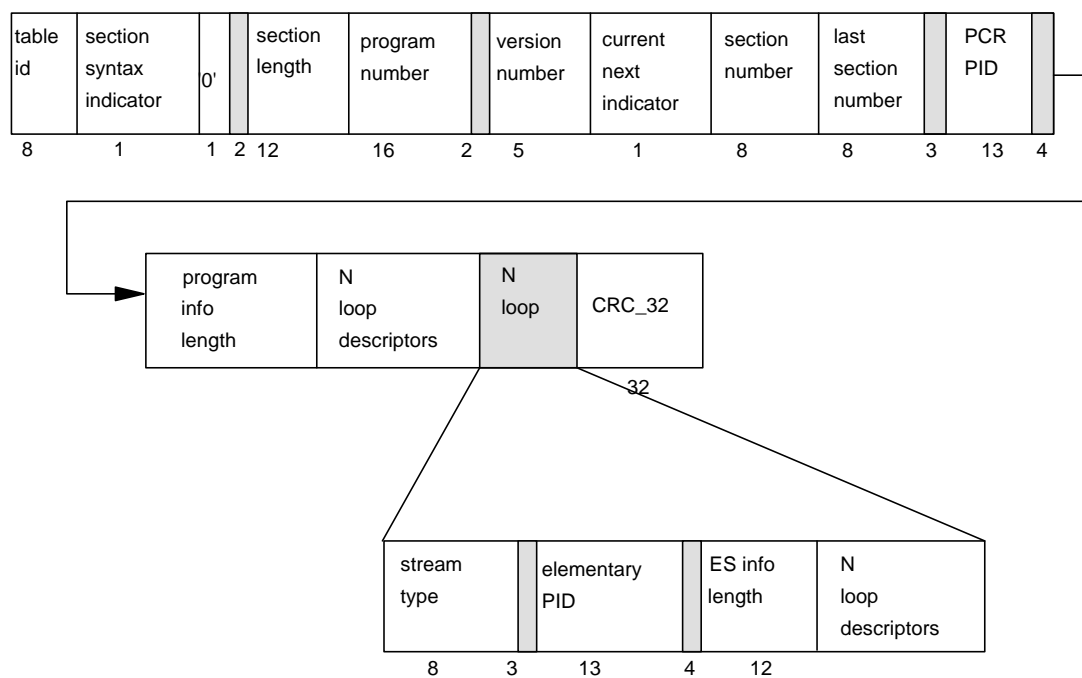 table
id
section
syntax
indicator
'0'
section
length
program
number
version
number
current
next
indicator
section
number
last
section
number
PCR
PID
8 1 1 2 12 16 2 5 1 8 8 3 13 4
program
info
length
N
loop
descriptors
N
loop
CRC_32
32
stream
type
elementary
PID
ES info
length
N
loop
descriptors
8 3 13 4 12